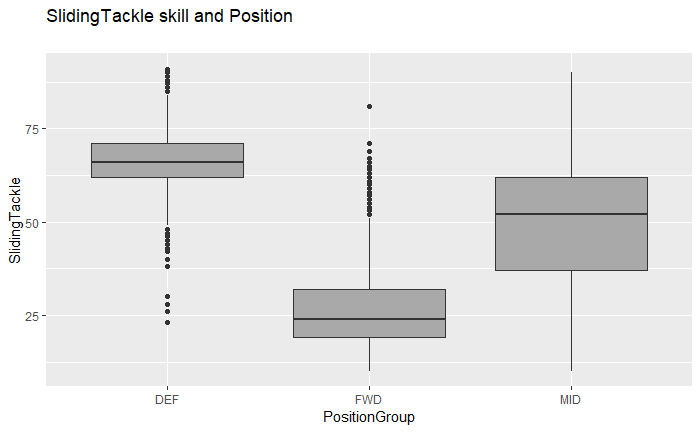 SlidingTackle skill and Position
75
50
25
SlidingTackle
DEF
FWD
MID
PositionGroup